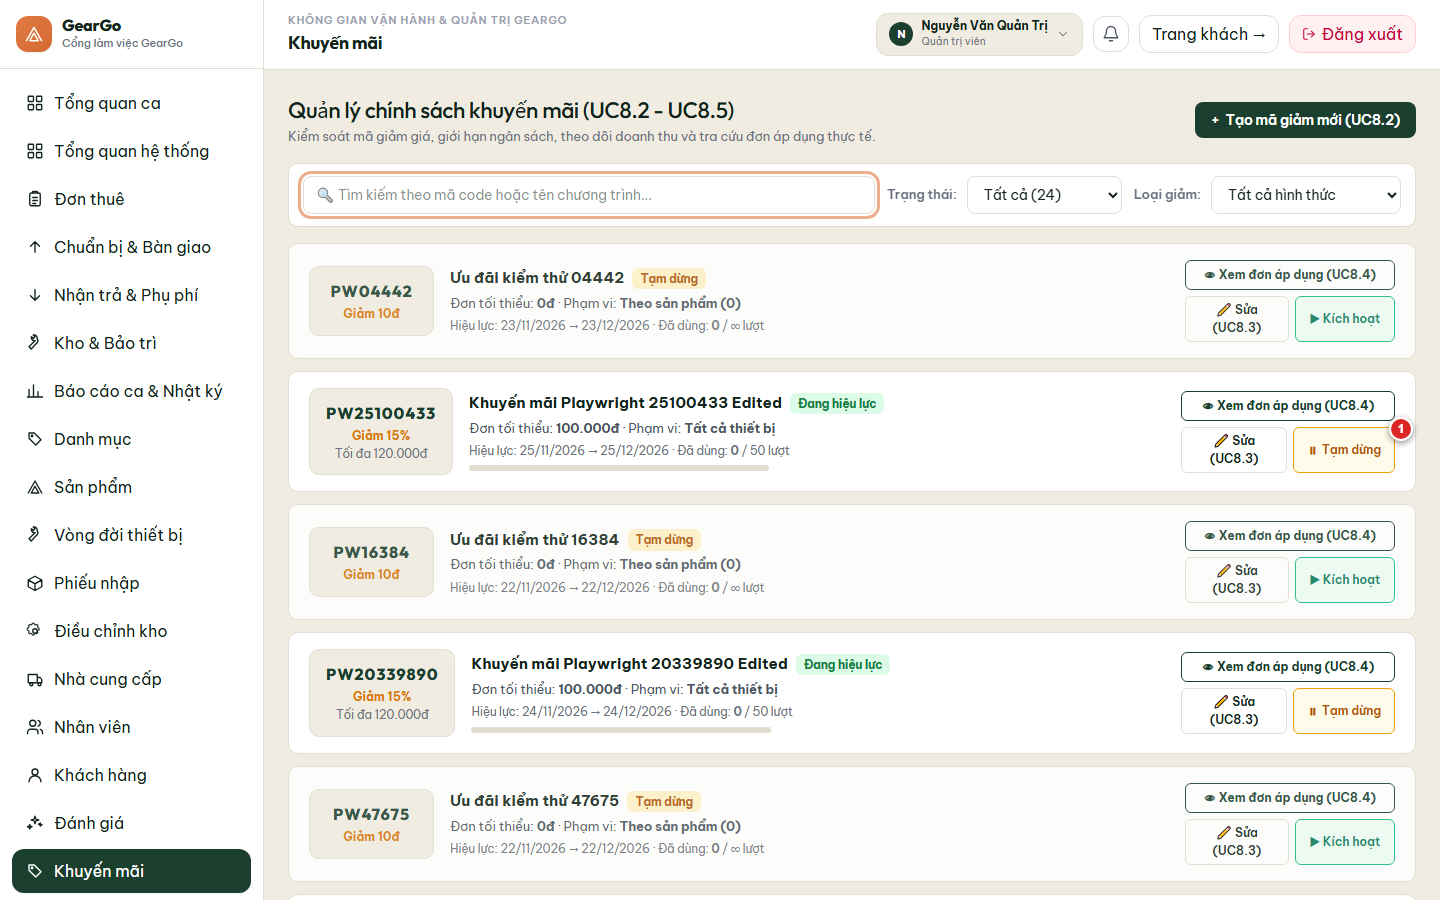 GearGo
Cổng làm việc GearGo
Tổng quan ca
Tổng quan hệ thống
Đơn thuê
Chuẩn bị & Bàn giao
Nhận trả & Phụ phí
Kho & Bảo trì
Báo cáo ca & Nhật ký
Danh mục
Sản phẩm
Vòng đời thiết bị
Phiếu nhập
Điều chỉnh kho
Nhà cung cấp
Nhân viên
Khách hàng
Đánh giá
Khuyến mãi
KHÔNG GIAN VẬN HÀNH & QUẢN TRỊ GEARGO
Khuyến mãi
N
Nguyễn Văn Quản Trị
Quản trị viên
Trang khách →
Đăng xuất
Quản lý chính sách khuyến mãi (UC8.2 - UC8.5)
Kiểm soát mã giảm giá, giới hạn ngân sách, theo dõi doanh thu và tra cứu đơn áp dụng thực tế.
+ Tạo mã giảm mới (UC8.2)
🔍 Tìm kiếm theo mã code hoặc tên chương trình...
Trạng thái:
Tất cả (24)
Loại giảm:
Tất cả hình thức
PW04442
Giảm 10đ
Ưu đãi kiểm thử 04442
Tạm dừng
Đơn tối thiểu: 0đ · Phạm vi: Theo sản phẩm (0)
Hiệu lực: 23/11/2026 → 23/12/2026 · Đã dùng: 0 / ∞ lượt
👁 Xem đơn áp dụng (UC8.4)
✏️ Sửa
(UC8.3)
▶ Kích hoạt
PW25100433
Giảm 15%
Tối đa 120.000đ
Khuyến mãi Playwright 25100433 Edited
Đang hiệu lực
Đơn tối thiểu: 100.000đ · Phạm vi: Tất cả thiết bị
Hiệu lực: 25/11/2026 → 25/12/2026 · Đã dùng: 0 / 50 lượt
👁 Xem đơn áp dụng (UC8.4)
✏️ Sửa
(UC8.3)
⏸ Tạm dừng
1
PW16384
Giảm 10đ
Ưu đãi kiểm thử 16384
Tạm dừng
Đơn tối thiểu: 0đ · Phạm vi: Theo sản phẩm (0)
Hiệu lực: 22/11/2026 → 22/12/2026 · Đã dùng: 0 / ∞ lượt
👁 Xem đơn áp dụng (UC8.4)
✏️ Sửa
(UC8.3)
▶ Kích hoạt
PW20339890
Giảm 15%
Tối đa 120.000đ
Khuyến mãi Playwright 20339890 Edited
Đang hiệu lực
Đơn tối thiểu: 100.000đ · Phạm vi: Tất cả thiết bị
Hiệu lực: 24/11/2026 → 24/12/2026 · Đã dùng: 0 / 50 lượt
👁 Xem đơn áp dụng (UC8.4)
✏️ Sửa
(UC8.3)
⏸ Tạm dừng
PW47675
Giảm 10đ
Ưu đãi kiểm thử 47675
Tạm dừng
Đơn tối thiểu: 0đ · Phạm vi: Theo sản phẩm (0)
Hiệu lực: 22/11/2026 → 22/12/2026 · Đã dùng: 0 / ∞ lượt
👁 Xem đơn áp dụng (UC8.4)
✏️ Sửa
(UC8.3)
▶ Kích hoạt